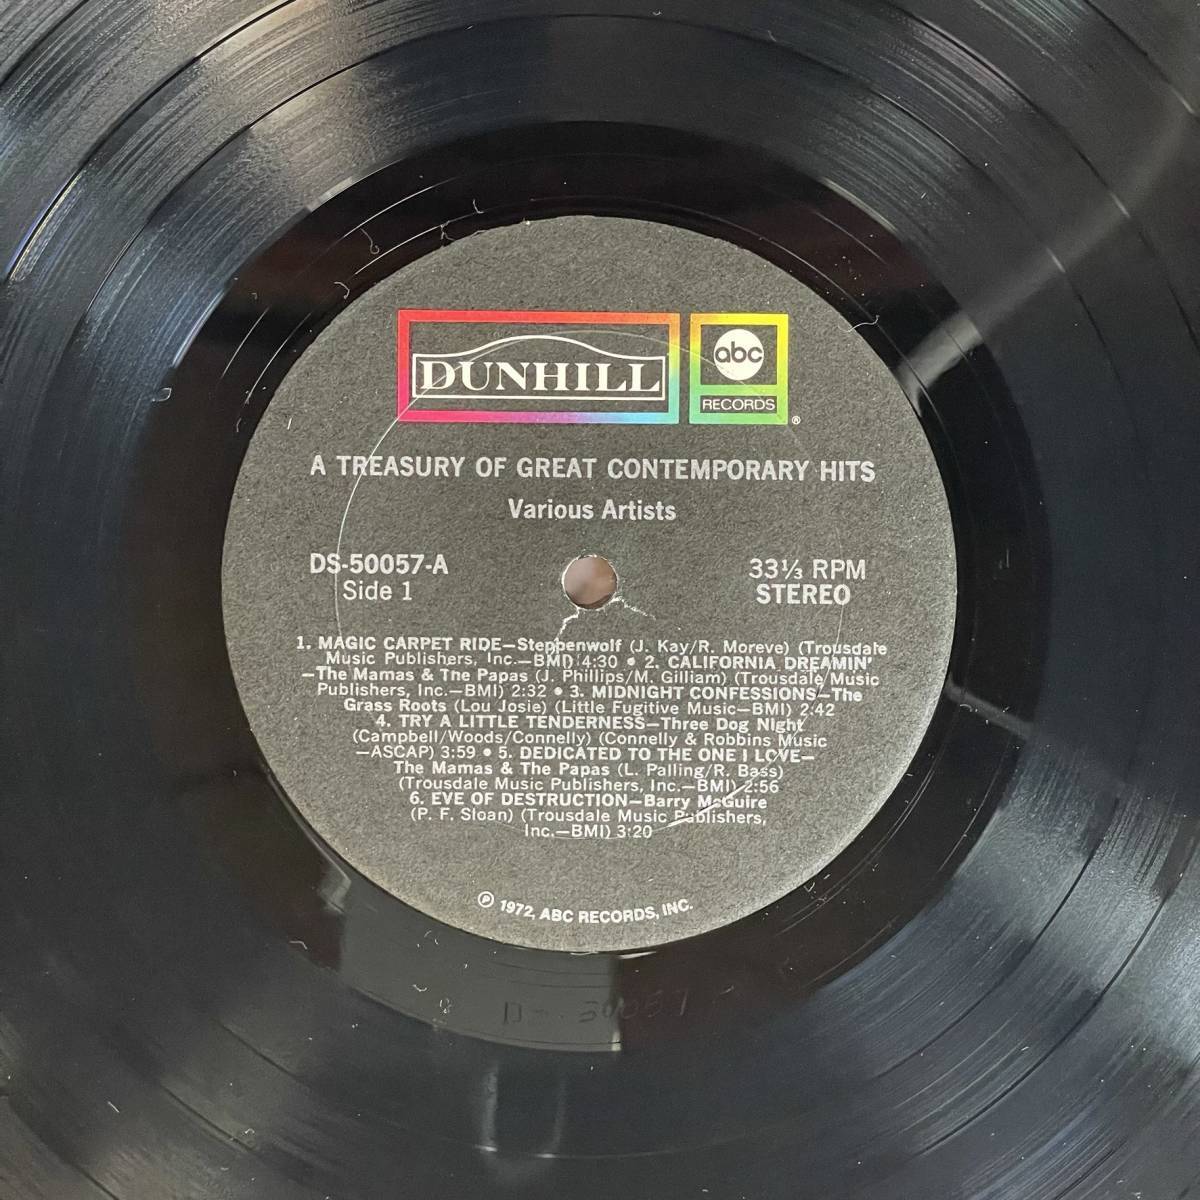 DUNHILL
abc
RECORDS
®
A TREASURY OF GREAT CONTEMPORARY HITS
Various Artists
DS-50057-A
Side 1
33⅓ RPM
STEREO
1. MAGIC CARPET RIDE—Steppenwolf (J. Kay/R. Moreve) (Trousdale
Music Publishers, Inc.—BMI) 4:30 • 2. CALIFORNIA DREAMIN'
—The Mamas & The Papas (J. Phillips/M. Gilliam) (Trousdale Music
Publishers, Inc.—BMI) 2:32 • 3. MIDNIGHT CONFESSIONS—The
Grass Roots (Lou Josie) (Little Fugitive Music—BMI) 2:42
4. TRY A LITTLE TENDERNESS—Three Dog Night
(Campbell/Woods/Connelly) (Connelly & Robbins Music
—ASCAP) 3:59 • 5. DEDICATED TO THE ONE I LOVE—
The Mamas & The Papas (L. Palling/R. Bass)
(Trousdale Music Publishers, Inc.—BMI) 2:56
6. EVE OF DESTRUCTION—Barry McGuire
(P. F. Sloan) (Trousdale Music Publishers,
Inc.—BMI) 3:20
Ⓟ 1972, ABC RECORDS, INC.